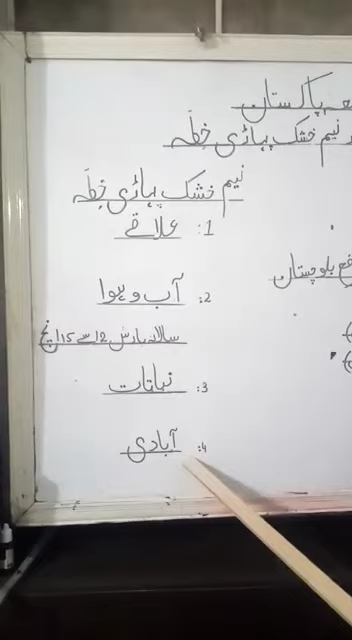 پاکستان
نیم خشک پہاڑی خطہ
نیم خشک پہاڑی خطہ
1: علاقے
2: آب و ہوا
بلوچستان
سالانہ بارش 12 سے 15 انچ
3: نباتات
4: آبادی